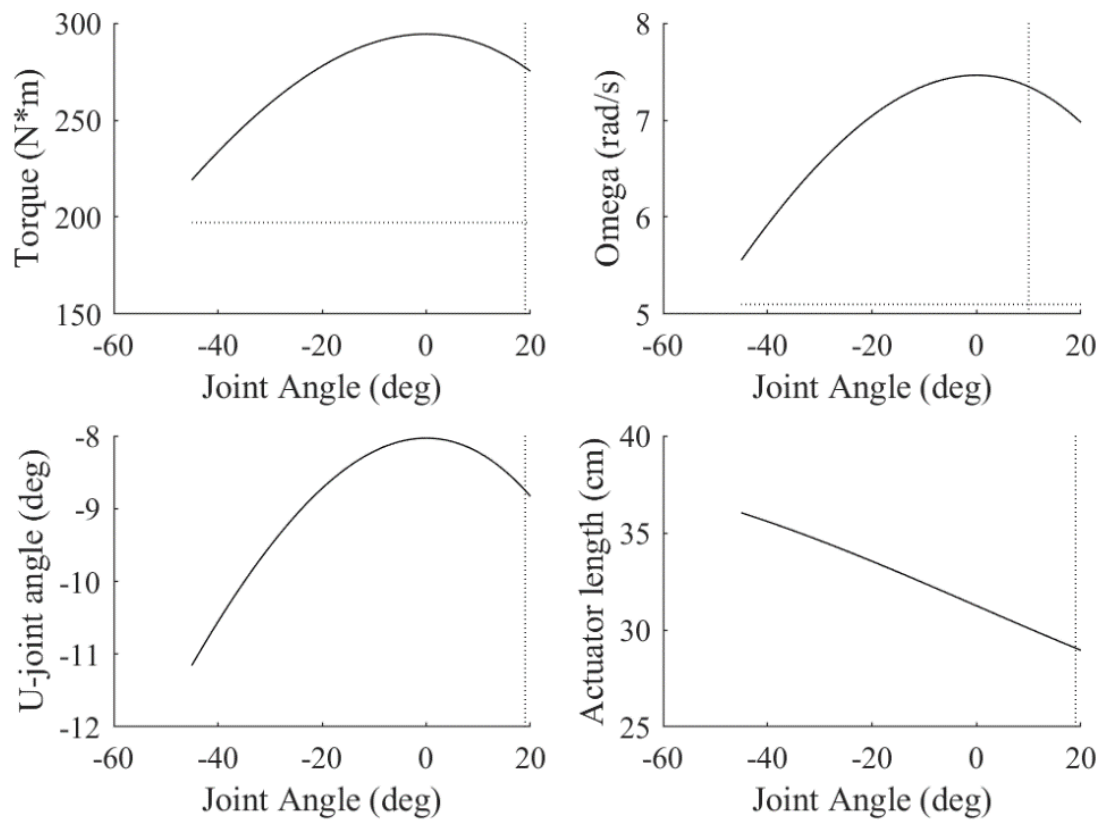 300
250
200
150
Torque (N*m)
-60 -40 -20 0 20
Joint Angle (deg)
8
7
6
5
Omega (rad/s)
-60 -40 -20 0 20
Joint Angle (deg)
-8
-9
-10
-11
-12
U-joint angle (deg)
-60 -40 -20 0 20
Joint Angle (deg)
40
35
30
25
Actuator length (cm)
-60 -40 -20 0 20
Joint Angle (deg)